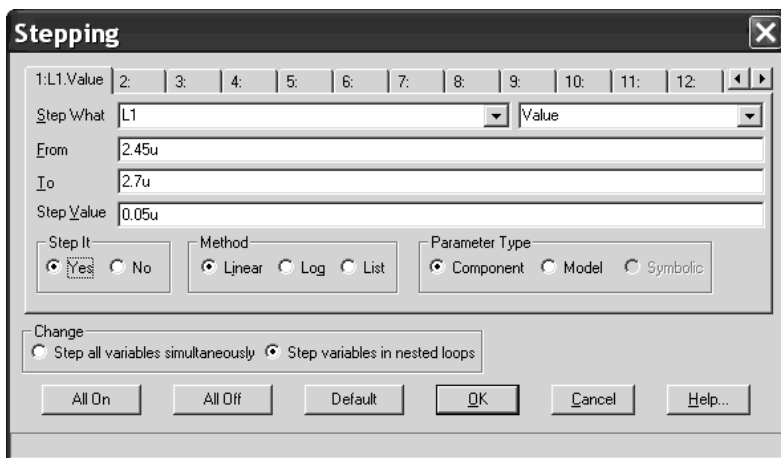 Stepping
1:L1.Value 2: 3: 4: 5: 6: 7: 8: 9: 10: 11: 12:
Step What L1 Value
From 2.45u
To 2.7u
Step Value 0.05u
Step It Method Parameter Type
Yes No Linear Log List Component Model Symbolic
Change
Step all variables simultaneously Step variables in nested loops
All On All Off Default OK Cancel Help...